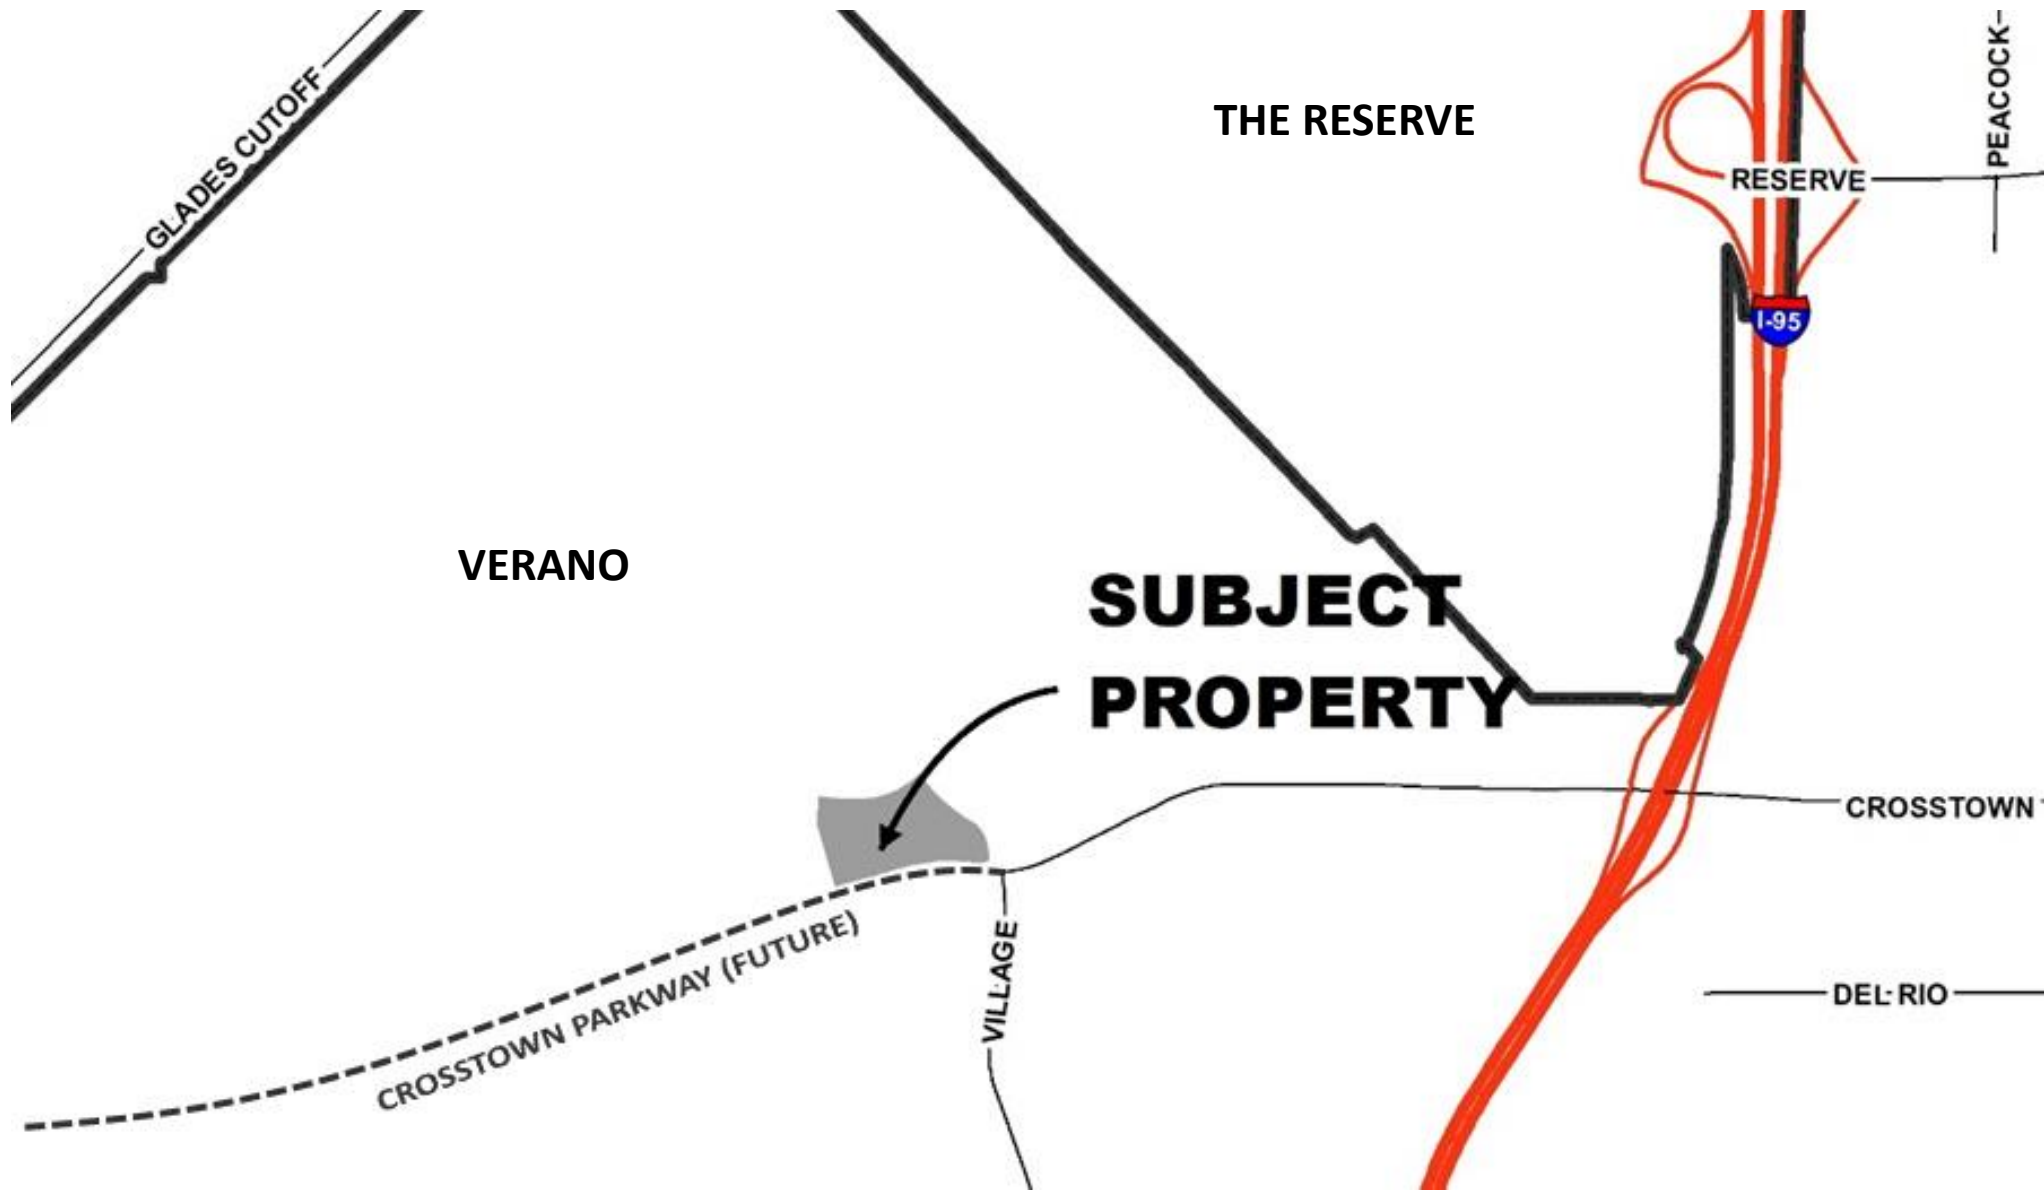 GLADES CUTOFF
THE RESERVE
PEACOCK
RESERVE
I-95
VERANO
SUBJECT
PROPERTY
CROSSTOWN
CROSSTOWN PARKWAY (FUTURE)
VILLAGE
DEL RIO